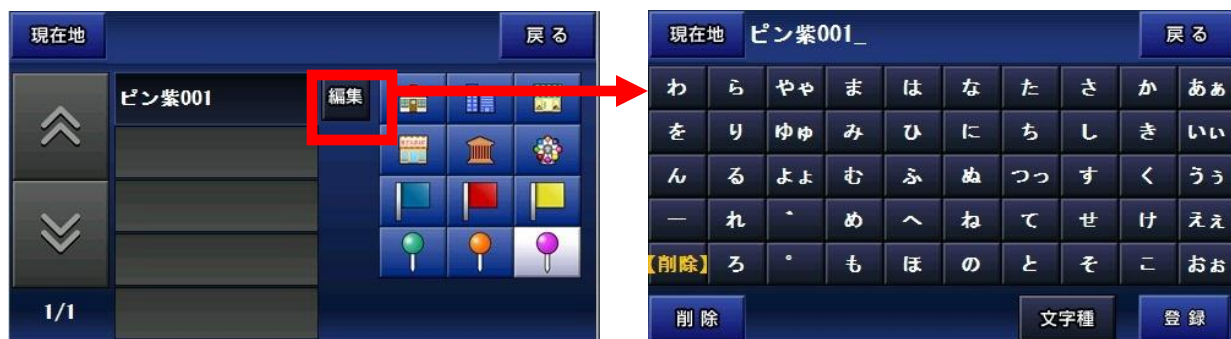 現在地
戻る
ピン紫001
編集
1/1
現在地 ピン紫001_ 戻る
わ ら やゃ ま は な た さ か あぁ
を り ゆゅ み ひ に ち し き いぃ
ん る よょ む ふ ぬ つっ す く うぅ
ー れ ゛ め へ ね て せ け えぇ
【削除】 ろ ゜ も ほ の と そ こ おぉ
削除 文字種 登録